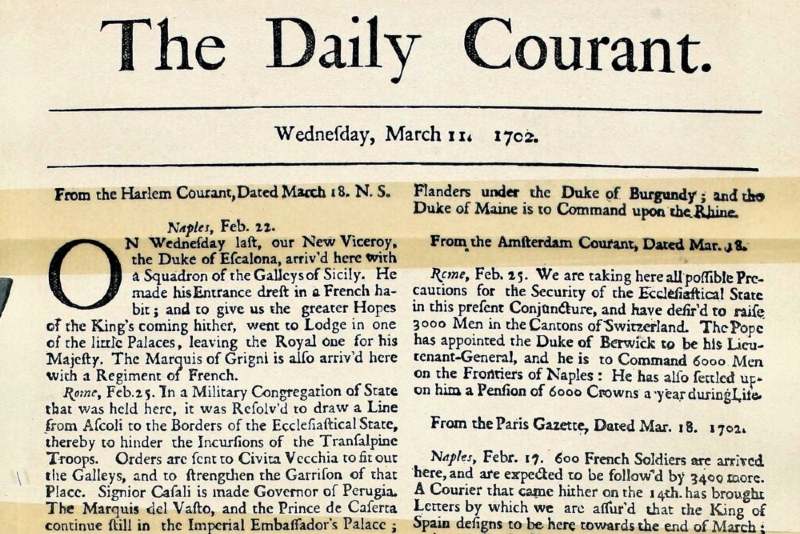 The Daily Courant.
Wedneſday, March 11. 1702.
From the Harlem Courant, Dated March 18. N. S.
Naples, Feb. 22.
ON Wedneſday laſt, our New Viceroy,
the Duke of Eſcalona, arriv'd here with
a Squadron of the Galleys of Sicily. He
made his Entrance dreſt in a French ha-
bit; and to give us the greater Hopes
of the King's coming hither, went to Lodge in one
of the little Palaces, leaving the Royal one for his
Majeſty. The Marquis of Grigni is alſo arriv'd here
with a Regiment of French.
Rome, Feb. 25. In a Military Congregation of State
that was held here, it was Reſolv'd to draw a Line
from Aſcoli to the Borders of the Eccleſiaſtical State,
thereby to hinder the Incurſions of the Tranſalpine
Troops. Orders are ſent to Civita Vecchia to fit out
the Galleys, and to ſtrengthen the Garriſon of that
Place. Signior Caſali is made Governor of Perugia.
The Marquis del Vaſto, and the Prince de Caſerta
continue ſtill in the Imperial Embaſſador's Palace;
Flanders under the Duke of Burgundy; and the
Duke of Maine is to Command upon the Rhine.
From the Amſterdam Courant, Dated Mar. 18.
Rome, Feb. 25. We are taking here all poſſible Pre-
cautions for the Security of the Eccleſiaſtical State
in this preſent Conjuncture, and have deſir'd to raiſe
3000 Men in the Cantons of Switzerland. The Pope
has appointed the Duke of Berwick to be his Lieu-
tenant-General, and he is to Command 6000 Men
on the Frontiers of Naples: He has alſo ſettled up-
on him a Penſion of 6000 Crowns a year during Life.
From the Paris Gazette, Dated Mar. 18. 1702.
Naples, Febr. 17. 600 French Soldiers are arrived
here, and are expected to be follow'd by 3400 more.
A Courier that came hither on the 14th. has brought
Letters by which we are aſſur'd that the King of
Spain deſigns to be here towards the end of March;